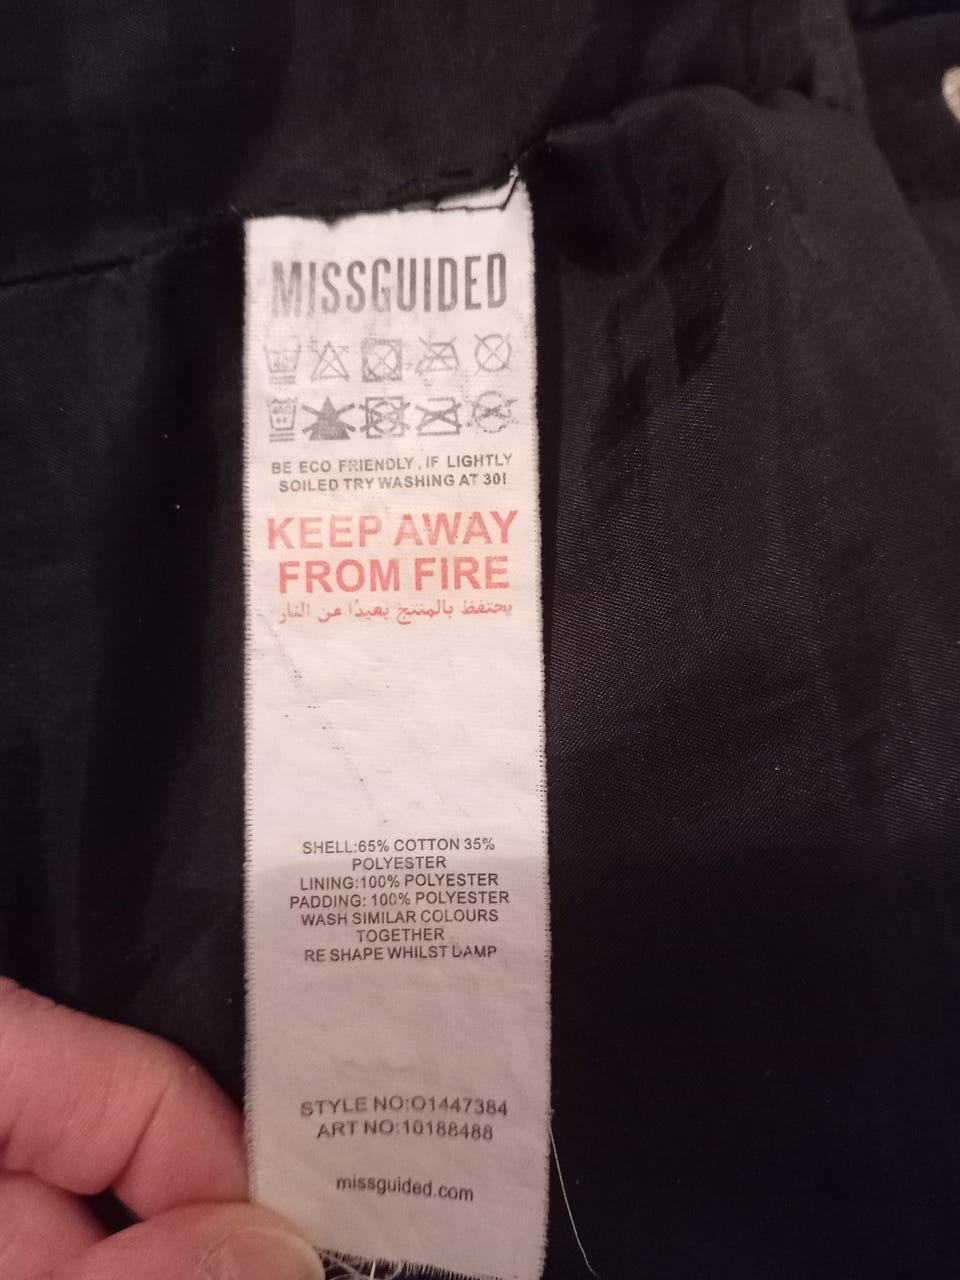 MISSGUIDED
40°
BE ECO FRIENDLY, IF LIGHTLY
SOILED TRY WASHING AT 30!
KEEP AWAY
FROM FIRE
يحتفظ بالمنتج بعيدًا عن النار
SHELL:65% COTTON 35%
POLYESTER
LINING:100% POLYESTER
PADDING: 100% POLYESTER
WASH SIMILAR COLOURS
TOGETHER
RE SHAPE WHILST DAMP
STYLE NO:O1447384
ART NO:10188488
missguided.com